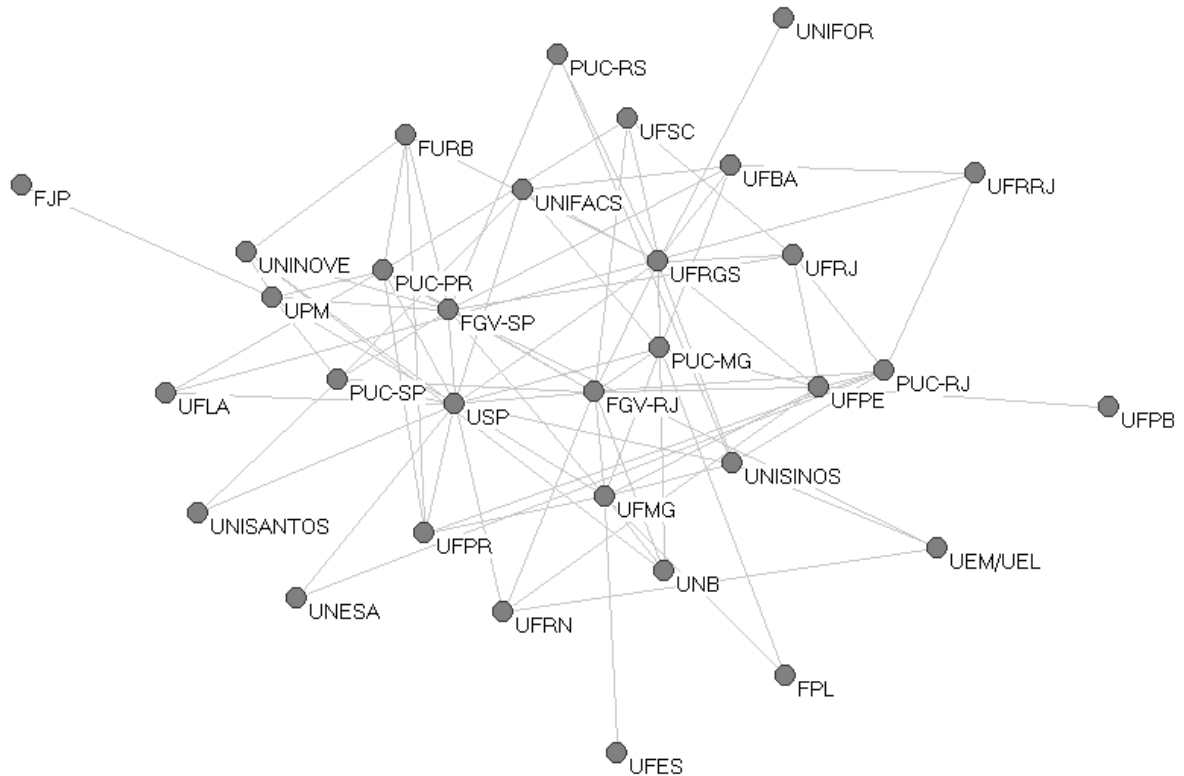 UNIFOR
PUC-RS
UFSC
FURB
UFBA
UFRRJ
FJP
UNIFACS
UNINOVE
PUC-PR
UFRGS
UFRJ
UPM
FGV-SP
PUC-MG
UFLA
PUC-SP
USP
FGV-RJ
UFPE
PUC-RJ
UFPB
UNISINOS
UNISANTOS
UFPR
UFMG
UEM/UEL
UNB
UNESA
UFRN
FPL
UFES